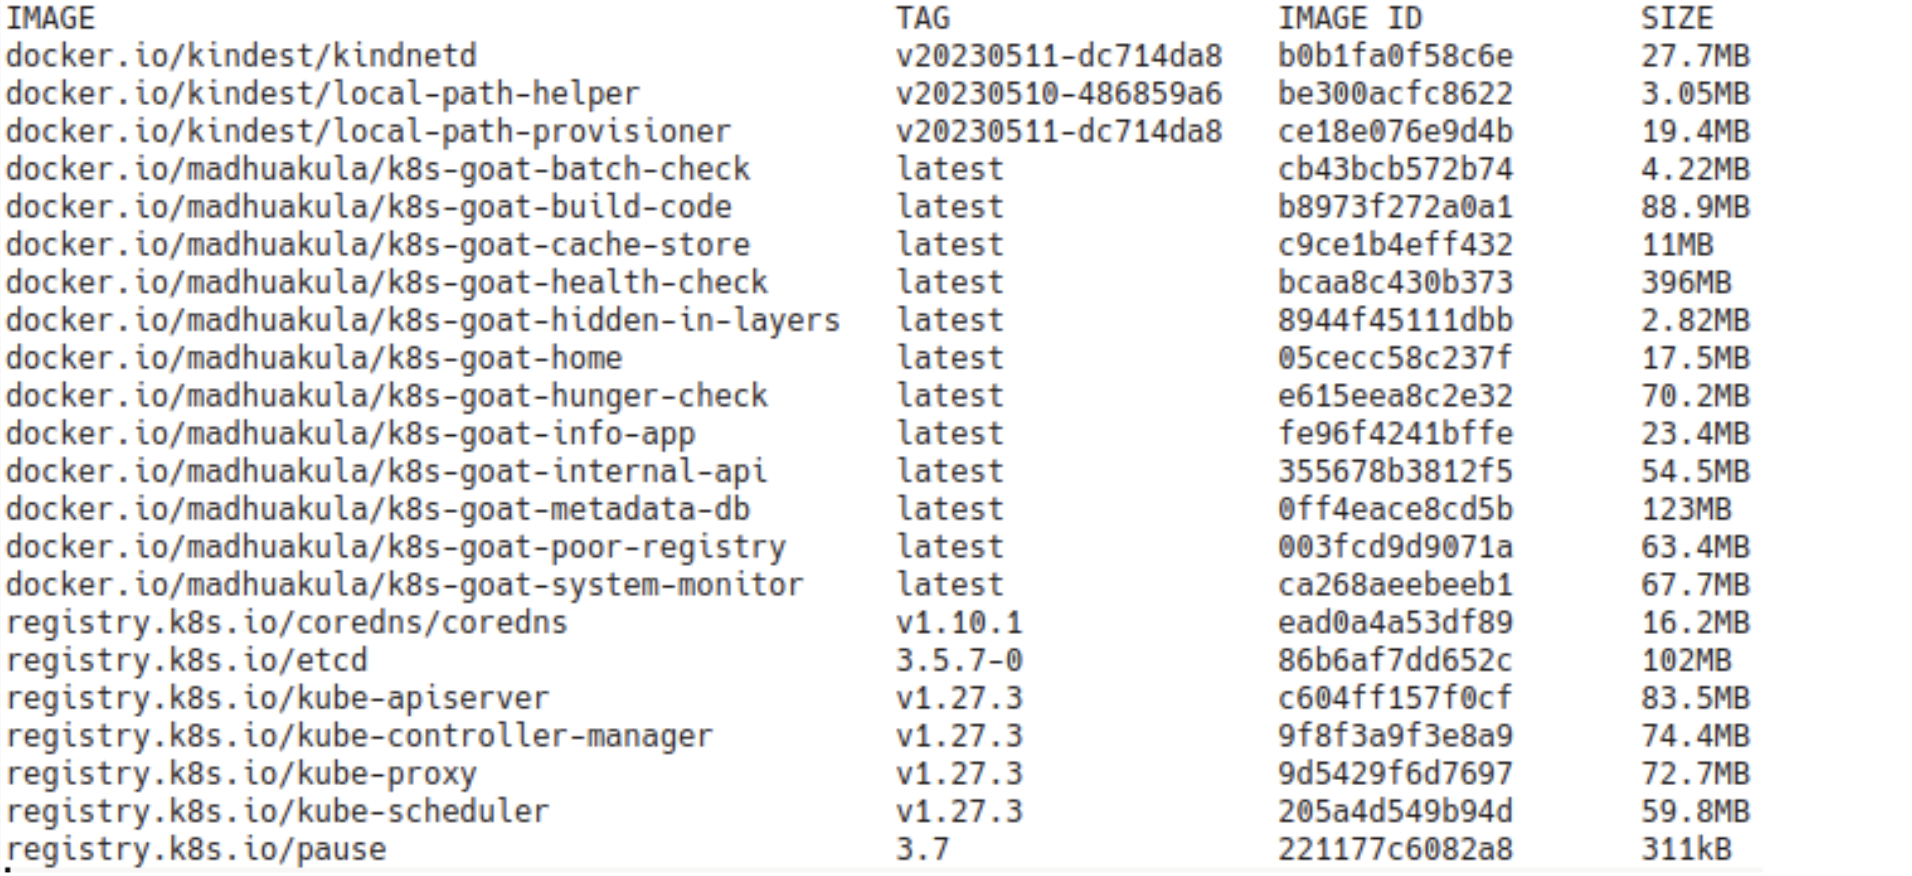 IMAGE TAG IMAGE ID SIZE
docker.io/kindest/kindnetd v20230511-dc714da8 b0b1fa0f58c6e 27.7MB
docker.io/kindest/local-path-helper v20230510-486859a6 be300acfc8622 3.05MB
docker.io/kindest/local-path-provisioner v20230511-dc714da8 ce18e076e9d4b 19.4MB
docker.io/madhuakula/k8s-goat-batch-check latest cb43bcb572b74 4.22MB
docker.io/madhuakula/k8s-goat-build-code latest b8973f272a0a1 88.9MB
docker.io/madhuakula/k8s-goat-cache-store latest c9ce1b4eff432 11MB
docker.io/madhuakula/k8s-goat-health-check latest bcaa8c430b373 396MB
docker.io/madhuakula/k8s-goat-hidden-in-layers latest 8944f45111dbb 2.82MB
docker.io/madhuakula/k8s-goat-home latest 05cecc58c237f 17.5MB
docker.io/madhuakula/k8s-goat-hunger-check latest e615eea8c2e32 70.2MB
docker.io/madhuakula/k8s-goat-info-app latest fe96f4241bffe 23.4MB
docker.io/madhuakula/k8s-goat-internal-api latest 355678b3812f5 54.5MB
docker.io/madhuakula/k8s-goat-metadata-db latest 0ff4eace8cd5b 123MB
docker.io/madhuakula/k8s-goat-poor-registry latest 003fcd9d9071a 63.4MB
docker.io/madhuakula/k8s-goat-system-monitor latest ca268aeebeeb1 67.7MB
registry.k8s.io/coredns/coredns v1.10.1 ead0a4a53df89 16.2MB
registry.k8s.io/etcd 3.5.7-0 86b6af7dd652c 102MB
registry.k8s.io/kube-apiserver v1.27.3 c604ff157f0cf 83.5MB
registry.k8s.io/kube-controller-manager v1.27.3 9f8f3a9f3e8a9 74.4MB
registry.k8s.io/kube-proxy v1.27.3 9d5429f6d7697 72.7MB
registry.k8s.io/kube-scheduler v1.27.3 205a4d549b94d 59.8MB
registry.k8s.io/pause 3.7 221177c6082a8 311kB